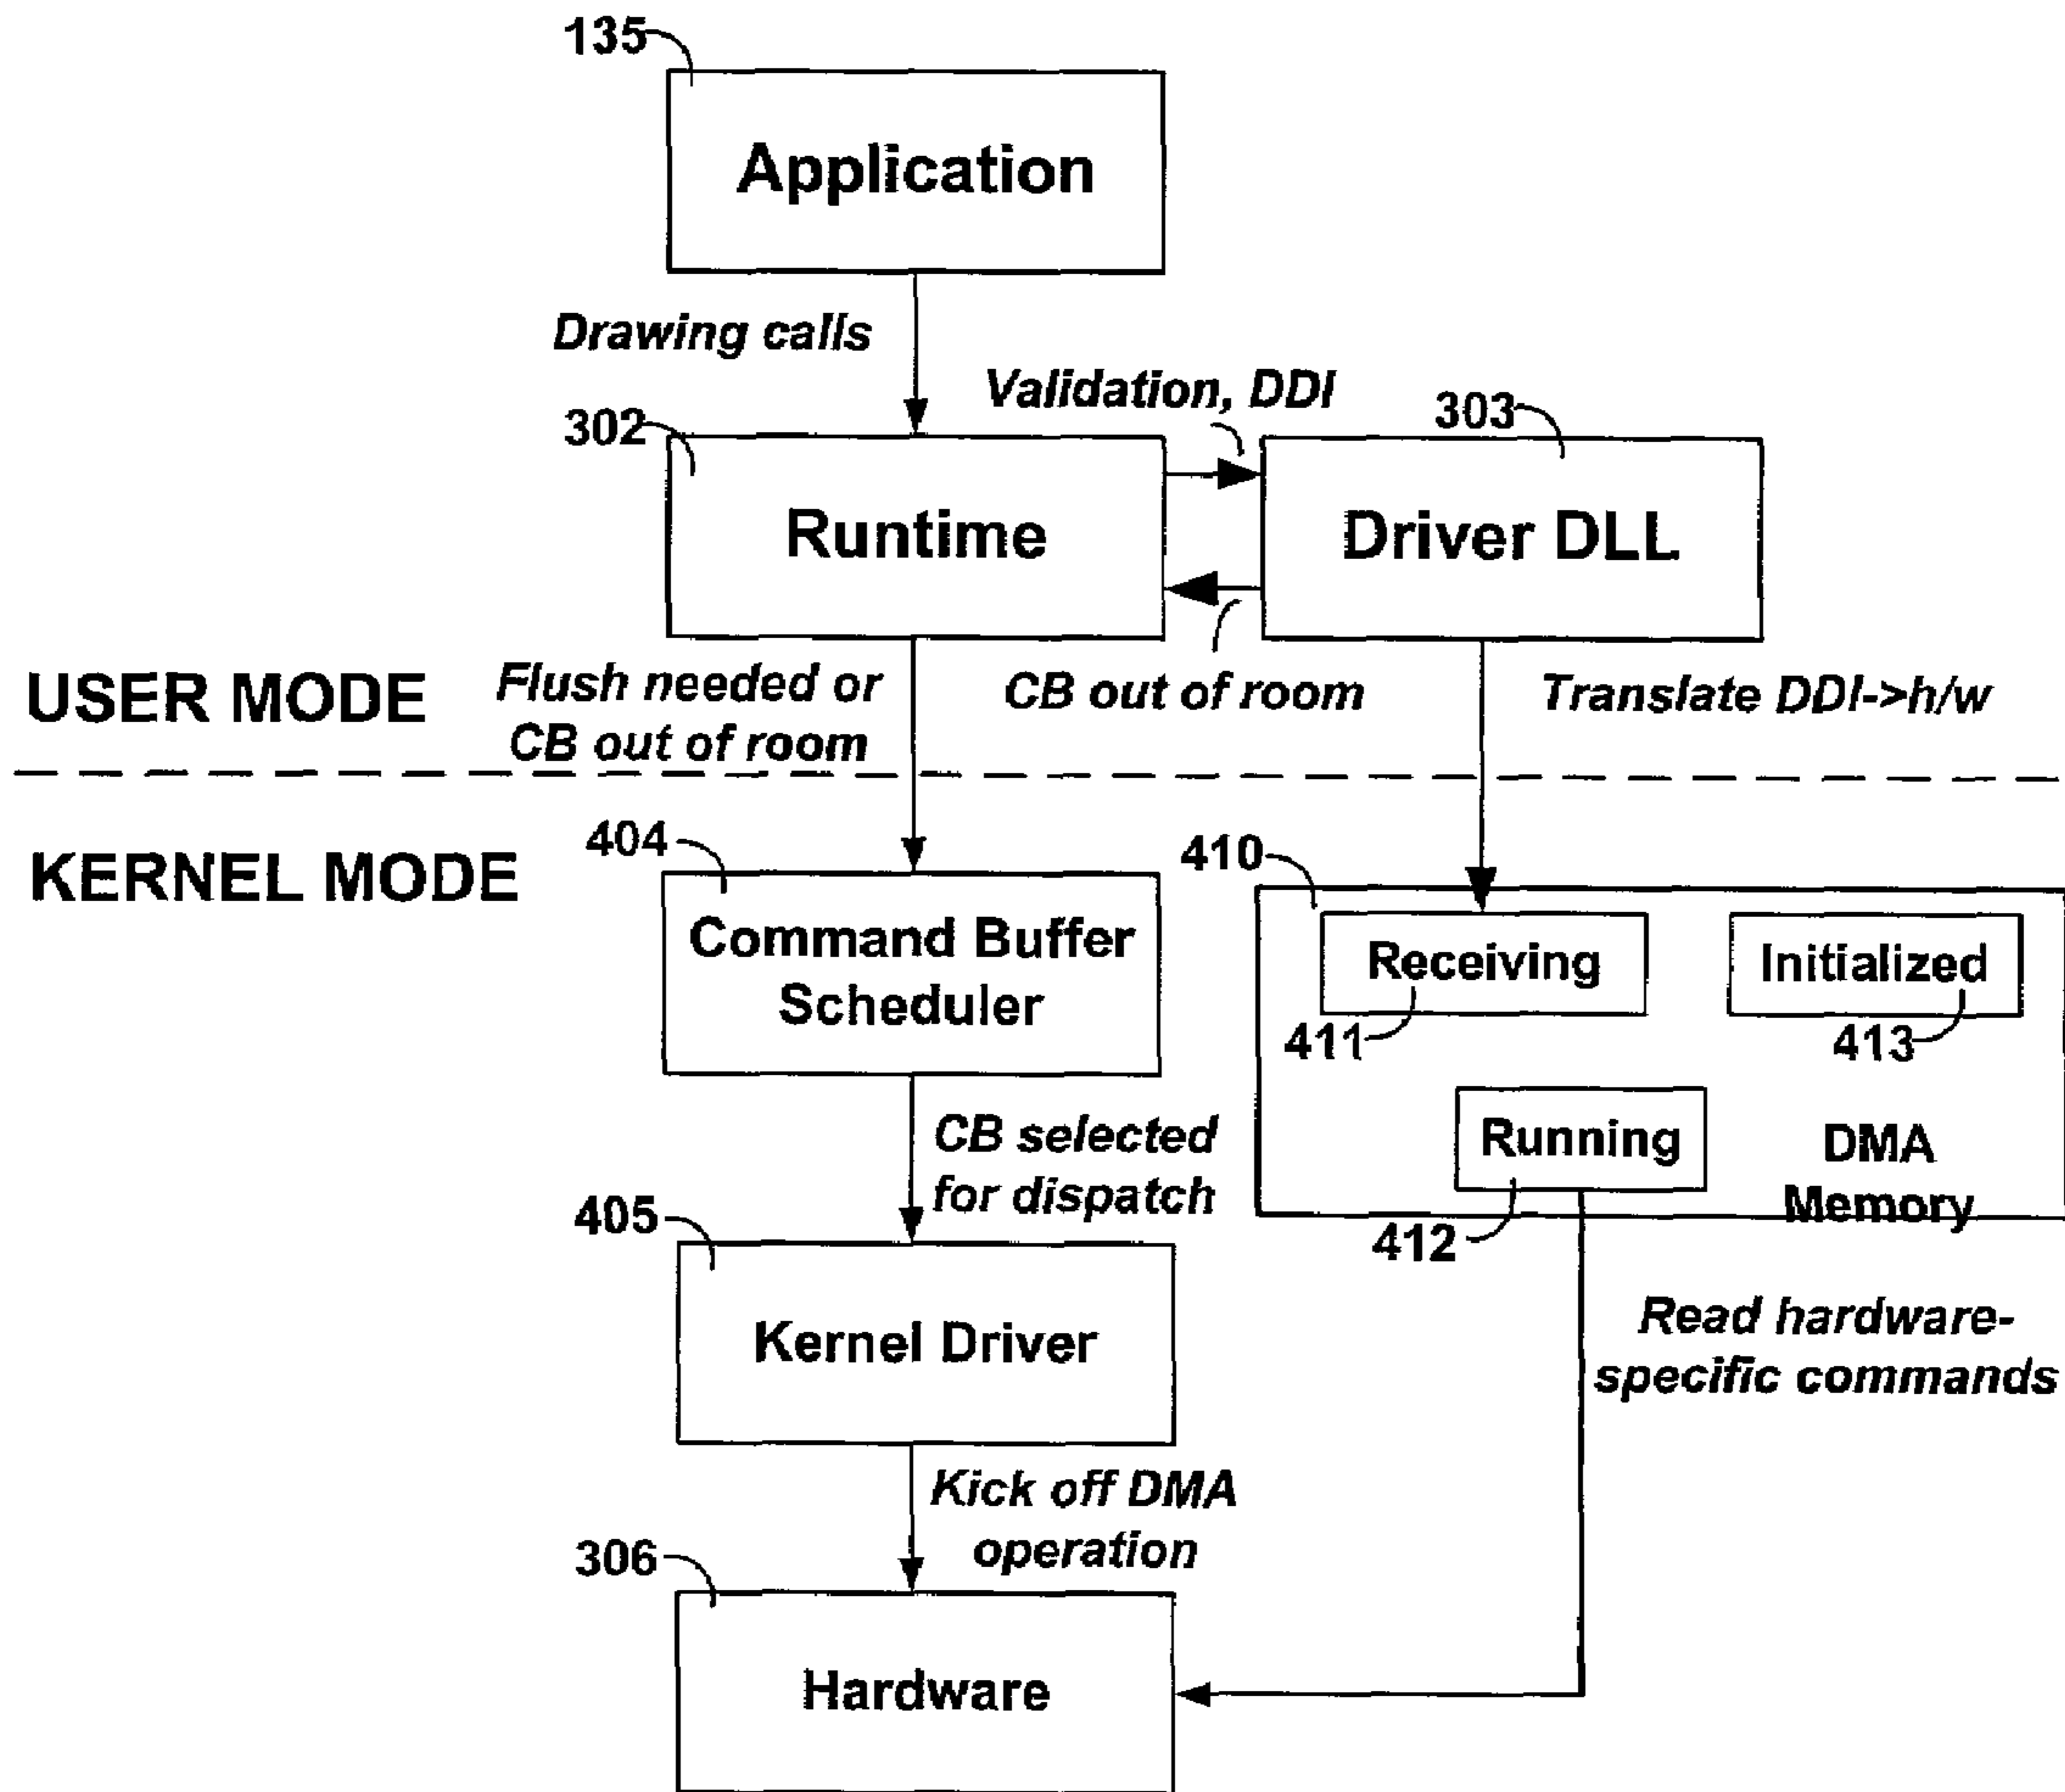 135
Application
Drawing calls
Validation, DDI
302
303
Runtime
Driver DLL
USER MODE
Flush needed or
CB out of room
CB out of room
Translate DDI->h/w
KERNEL MODE
404
410
Command Buffer
Scheduler
Receiving
Initialized
411
413
CB selected
for dispatch
Running
DMA
Memory
405
412
Kernel Driver
Read hardware-
specific commands
Kick off DMA
operation
306
Hardware